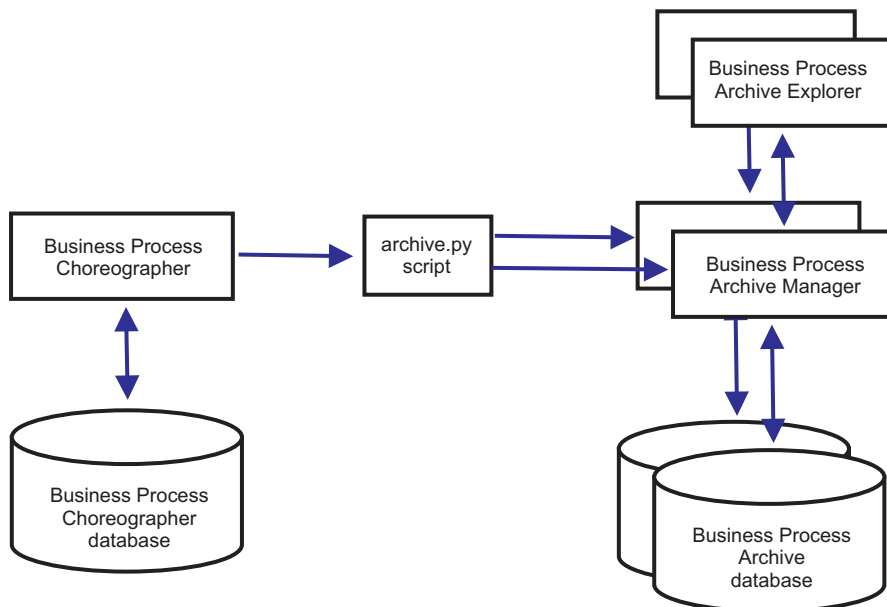 Business Process
Archive Explorer
Business Process
Choreographer
archive.py
script
Business Process
Archive Manager
Business Process
Choreographer
database
Business Process
Archive
database